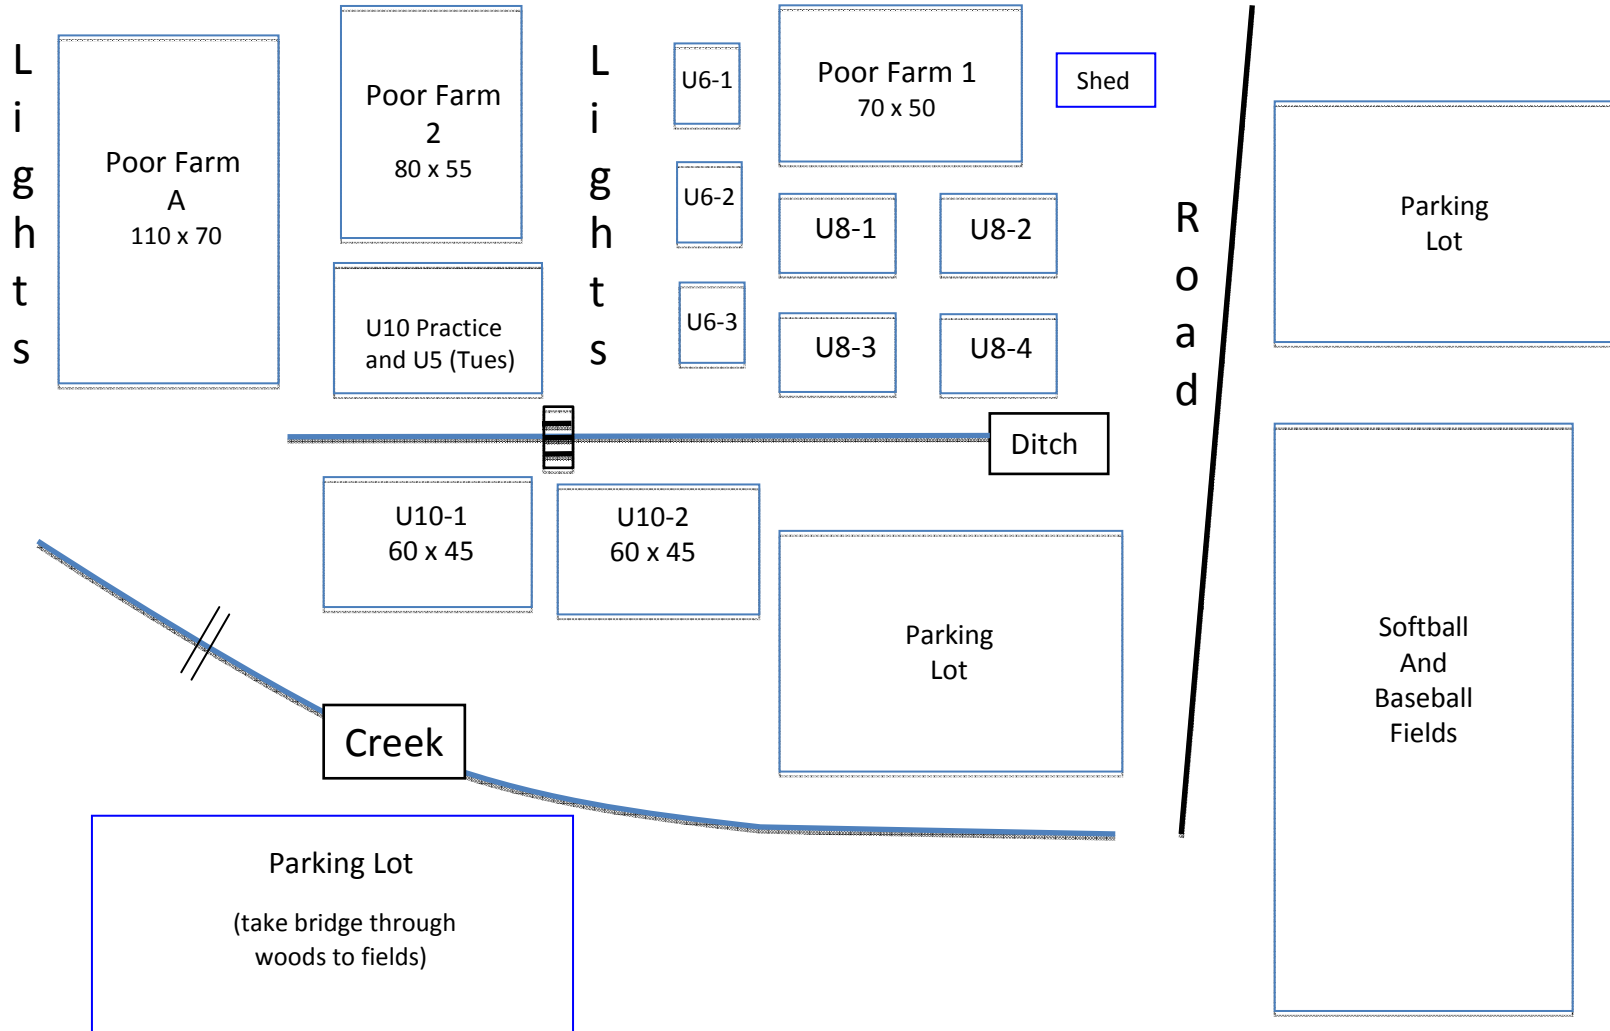 Lights
Poor Farm
A
110 x 70
Poor Farm
2
80 x 55
U10 Practice
and U5 (Tues)
Lights
U6-1
U6-2
U6-3
Poor Farm 1
70 x 50
Shed
U8-1
U8-2
U8-3
U8-4
Road
Parking
Lot
Ditch
U10-1
60 x 45
U10-2
60 x 45
Parking
Lot
Softball
And
Baseball
Fields
Creek
Parking Lot
(take bridge through
woods to fields)